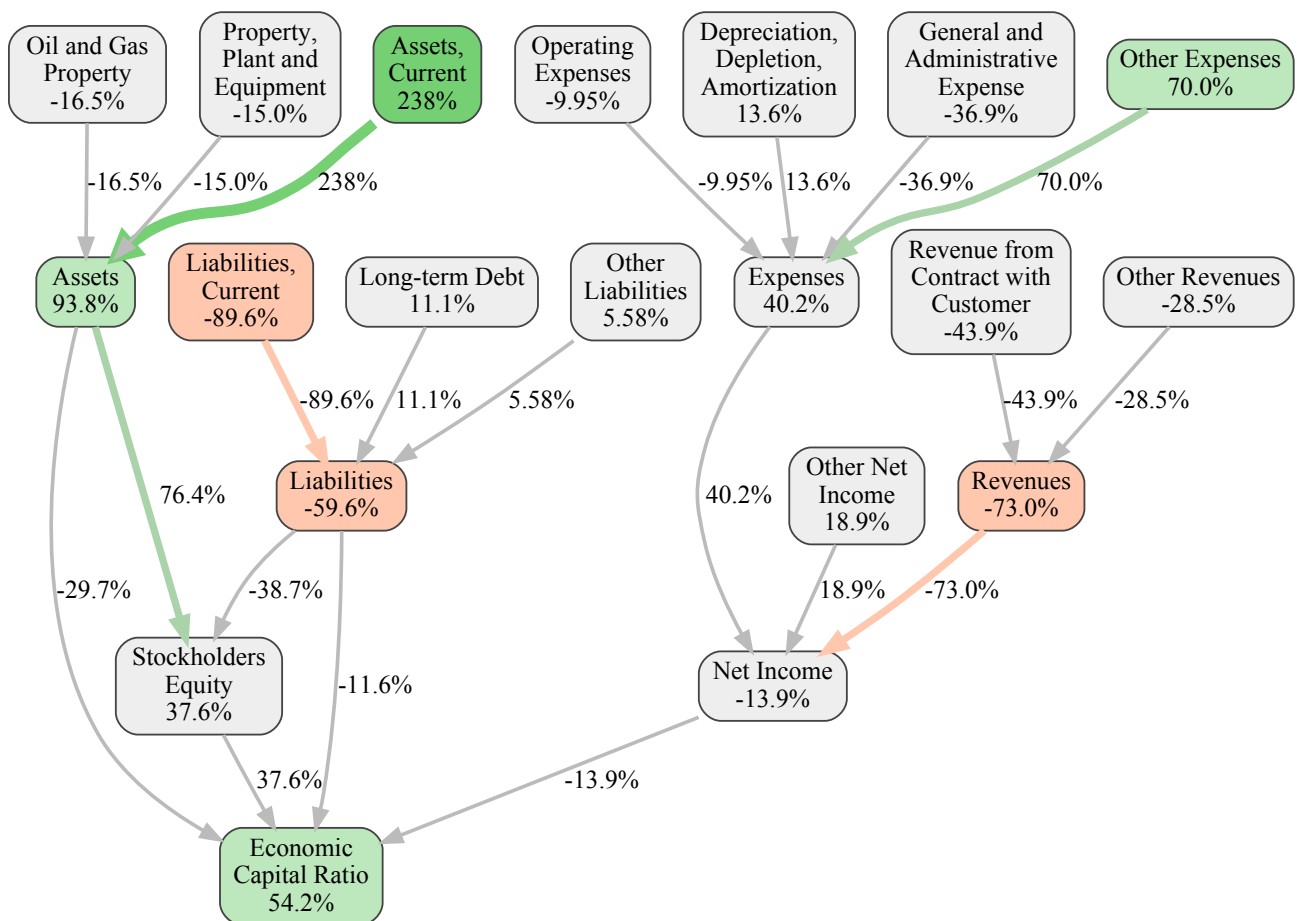 Oil and Gas
Property
-16.5%
Property,
Plant and
Equipment
-15.0%
Assets,
Current
238%
Operating
Expenses
-9.95%
Depreciation,
Depletion,
Amortization
13.6%
General and
Administrative
Expense
-36.9%
Other Expenses
70.0%
-16.5%
-15.0%
238%
-9.95%
13.6%
-36.9%
70.0%
Assets
93.8%
Liabilities,
Current
-89.6%
Long-term Debt
11.1%
Other
Liabilities
5.58%
Expenses
40.2%
Revenue from
Contract with
Customer
-43.9%
Other Revenues
-28.5%
-89.6%
11.1%
5.58%
-43.9%
-28.5%
76.4%
Liabilities
-59.6%
40.2%
Other Net
Income
18.9%
Revenues
-73.0%
-29.7%
-38.7%
18.9%
-73.0%
Stockholders
Equity
37.6%
-11.6%
Net Income
-13.9%
37.6%
-13.9%
Economic
Capital Ratio
54.2%